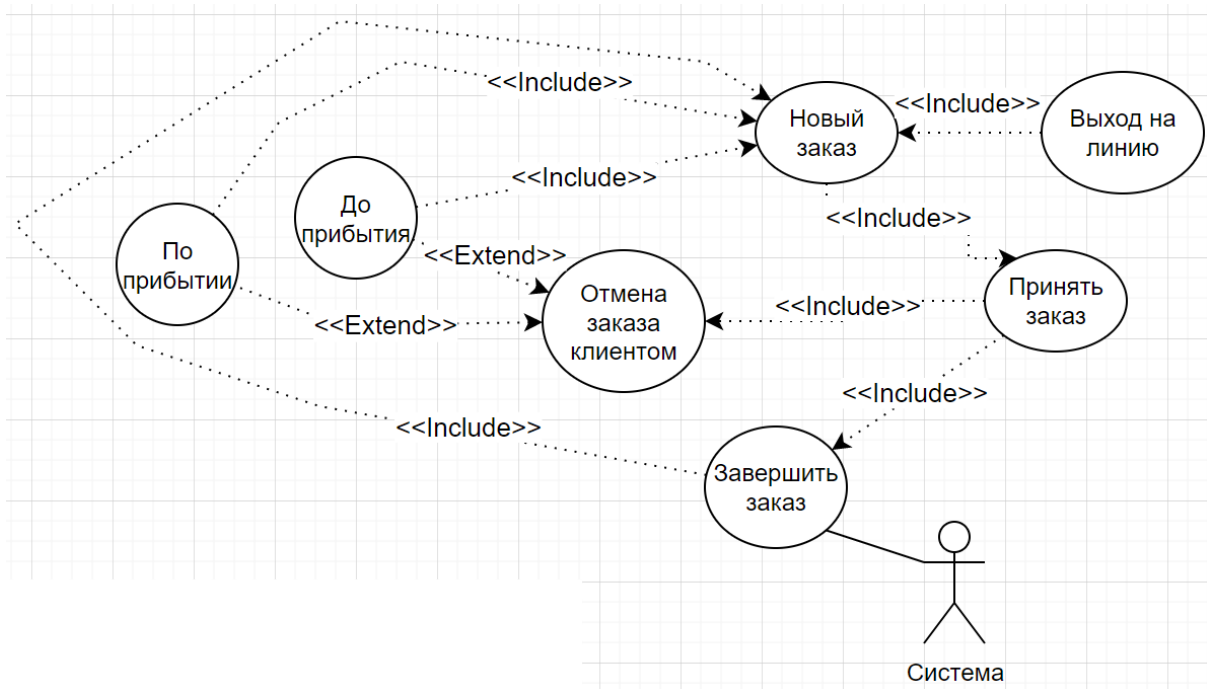 <<Include>>
Новый
заказ
<<Include>>
Выход на
линию
<<Include>>
До
прибытия
<<Include>>
По
прибытии
<<Extend>>
Отмена
заказа
клиентом
<<Include>>
Принять
заказ
<<Extend>>
<<Include>>
<<Include>>
Завершить
заказ
Система